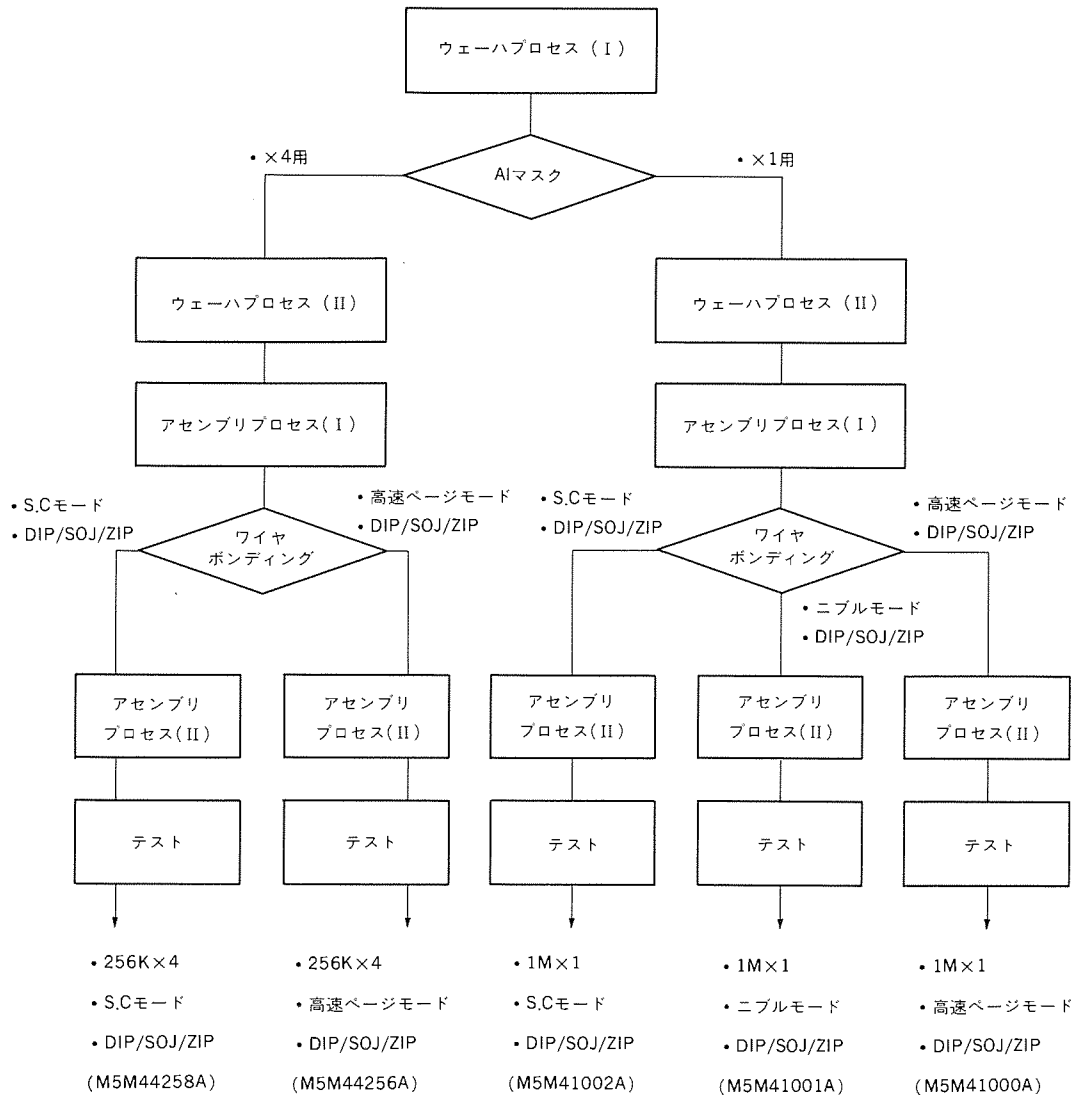 ウェーハプロセス(I)
• ×4用
• ×1用
Alマスク
ウェーハプロセス(II)
ウェーハプロセス(II)
アセンブリプロセス(I)
アセンブリプロセス(I)
• S.Cモード
• DIP/SOJ/ZIP
• 高速ページモード
• DIP/SOJ/ZIP
• S.Cモード
• DIP/SOJ/ZIP
• 高速ページモード
• DIP/SOJ/ZIP
ワイヤ
ボンディング
ワイヤ
ボンディング
• ニブルモード
• DIP/SOJ/ZIP
アセンブリ
プロセス(II)
アセンブリ
プロセス(II)
アセンブリ
プロセス(II)
アセンブリ
プロセス(II)
アセンブリ
プロセス(II)
テスト
テスト
テスト
テスト
テスト
• 256K×4
• S.Cモード
• DIP/SOJ/ZIP
(M5M44258A)
• 256K×4
• 高速ページモード
• DIP/SOJ/ZIP
(M5M44256A)
• 1M×1
• S.Cモード
• DIP/SOJ/ZIP
(M5M41002A)
• 1M×1
• ニブルモード
• DIP/SOJ/ZIP
(M5M41001A)
• 1M×1
• 高速ページモード
• DIP/SOJ/ZIP
(M5M41000A)